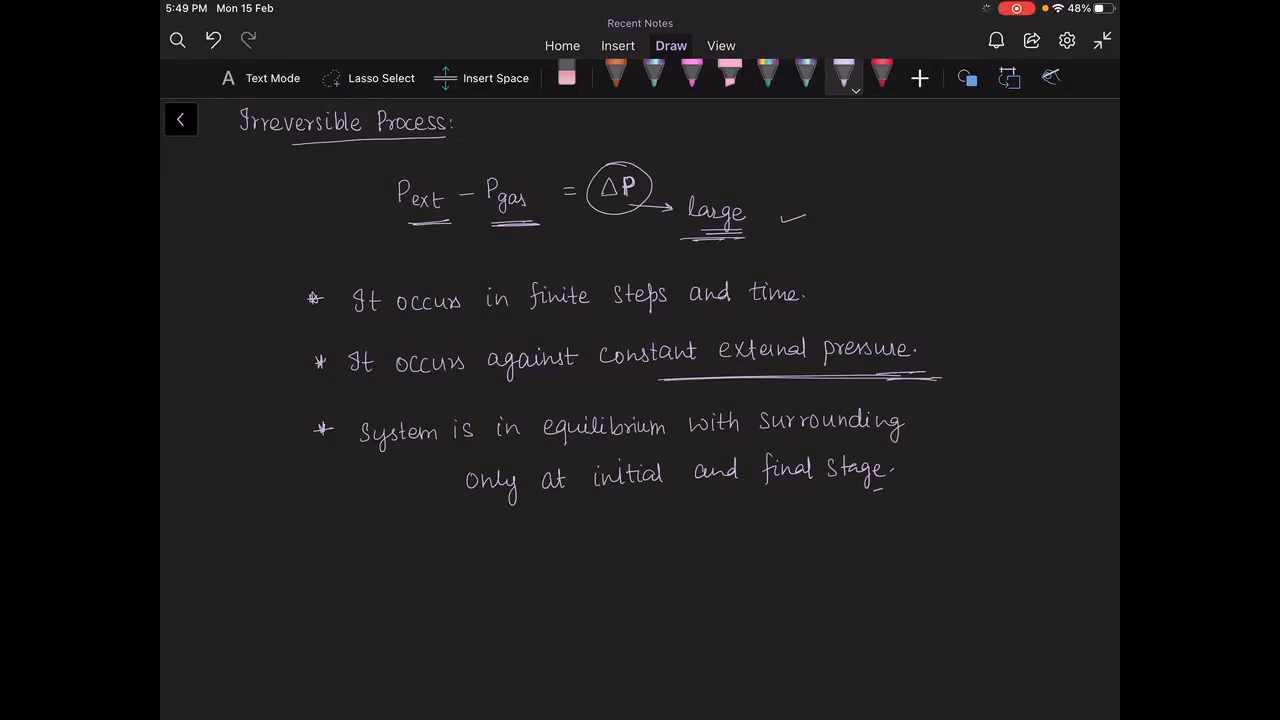 5:49 PM Mon 15 Feb
48%
Recent Notes
Home Insert Draw View
Text Mode Lasso Select Insert Space
Irreversible Process:
Pext − Pgas = ΔP → large ✓
* It occurs in finite steps and time.
* It occurs against constant external pressure.
* System is in equilibrium with surrounding
only at initial and final stage.